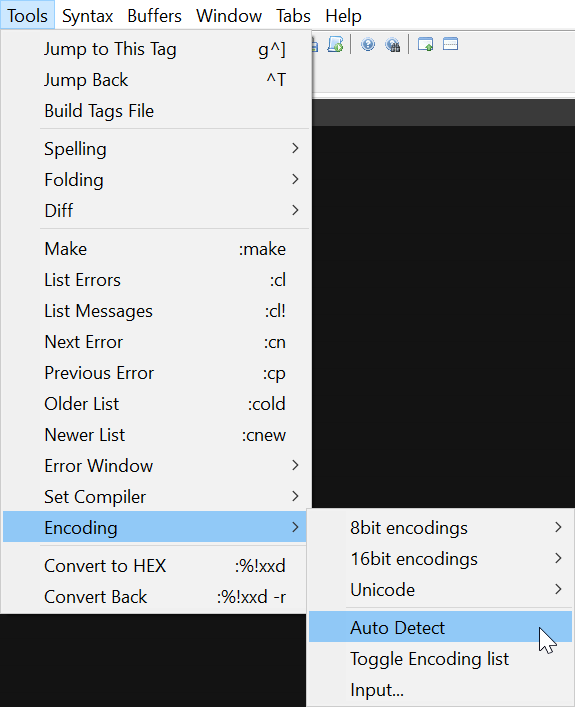 Tools Syntax Buffers Window Tabs Help
Jump to This Tag g^]
Jump Back ^T
Build Tags File
Spelling
Folding
Diff
Make :make
List Errors :cl
List Messages :cl!
Next Error :cn
Previous Error :cp
Older List :cold
Newer List :cnew
Error Window
Set Compiler
Encoding
Convert to HEX :%!xxd
Convert Back :%!xxd -r
8bit encodings
16bit encodings
Unicode
Auto Detect
Toggle Encoding list
Input...